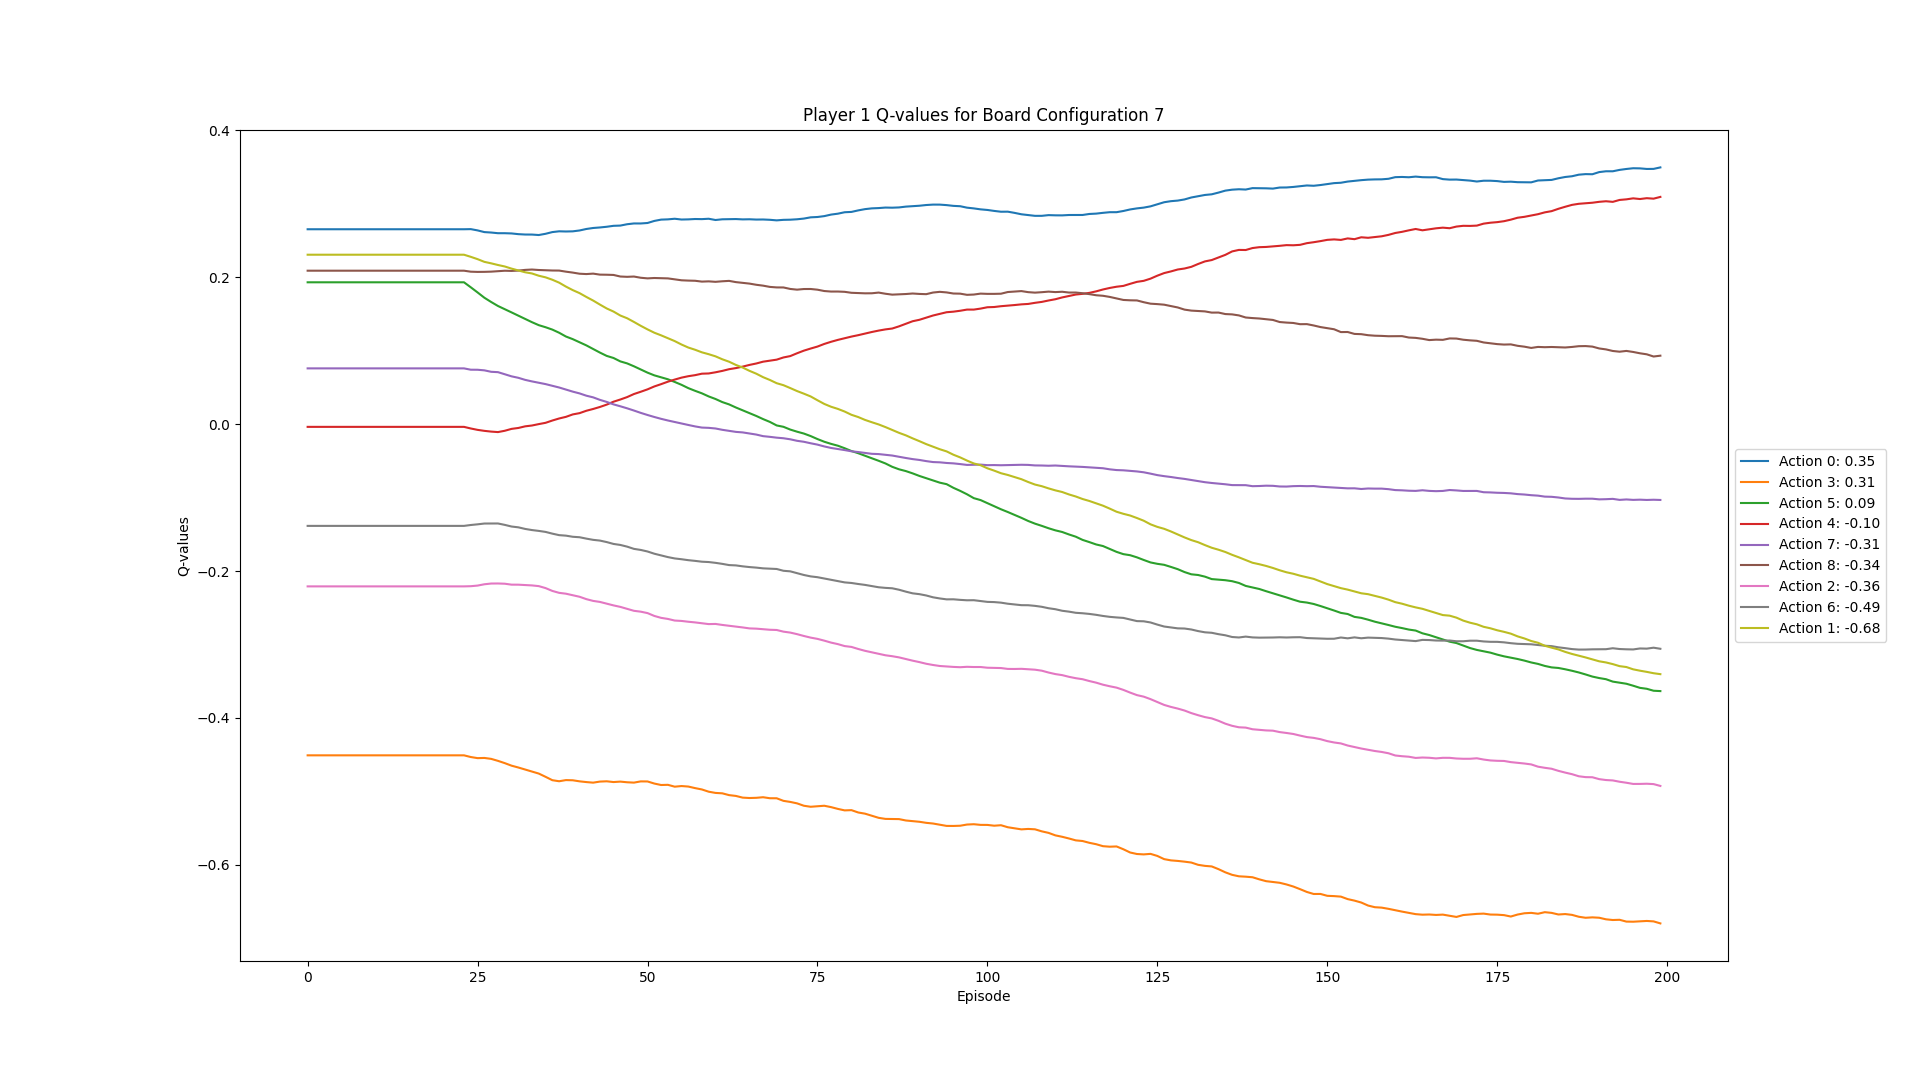 Player 1 Q-values for Board Configuration 7
0.4
0.2
0.0
−0.2
−0.4
−0.6
Q-values
0 25 50 75 100 125 150 175 200
Episode
Action 0: 0.35
Action 3: 0.31
Action 5: 0.09
Action 4: -0.10
Action 7: -0.31
Action 8: -0.34
Action 2: -0.36
Action 6: -0.49
Action 1: -0.68